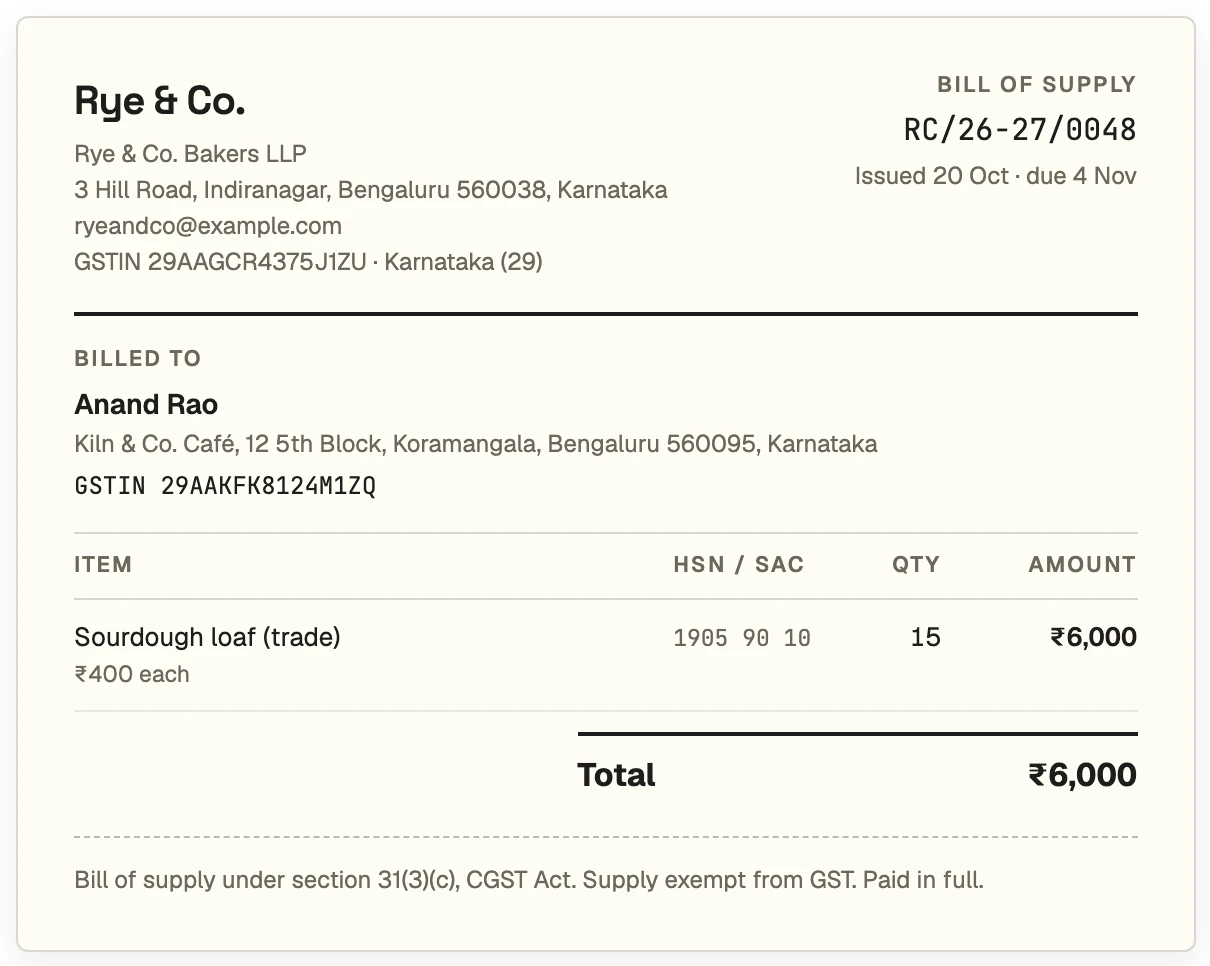 Rye & Co.
Rye & Co. Bakers LLP
3 Hill Road, Indiranagar, Bengaluru 560038, Karnataka
ryeandco@example.com
GSTIN 29AAGCR4375J1ZU · Karnataka (29)
BILL OF SUPPLY
RC/26-27/0048
Issued 20 Oct · due 4 Nov
BILLED TO
Anand Rao
Kiln & Co. Café, 12 5th Block, Koramangala, Bengaluru 560095, Karnataka
GSTIN 29AAKFK8124M1ZQ
ITEM HSN / SAC QTY AMOUNT
Sourdough loaf (trade) 1905 90 10 15 ₹6,000
₹400 each
Total ₹6,000
Bill of supply under section 31(3)(c), CGST Act. Supply exempt from GST. Paid in full.